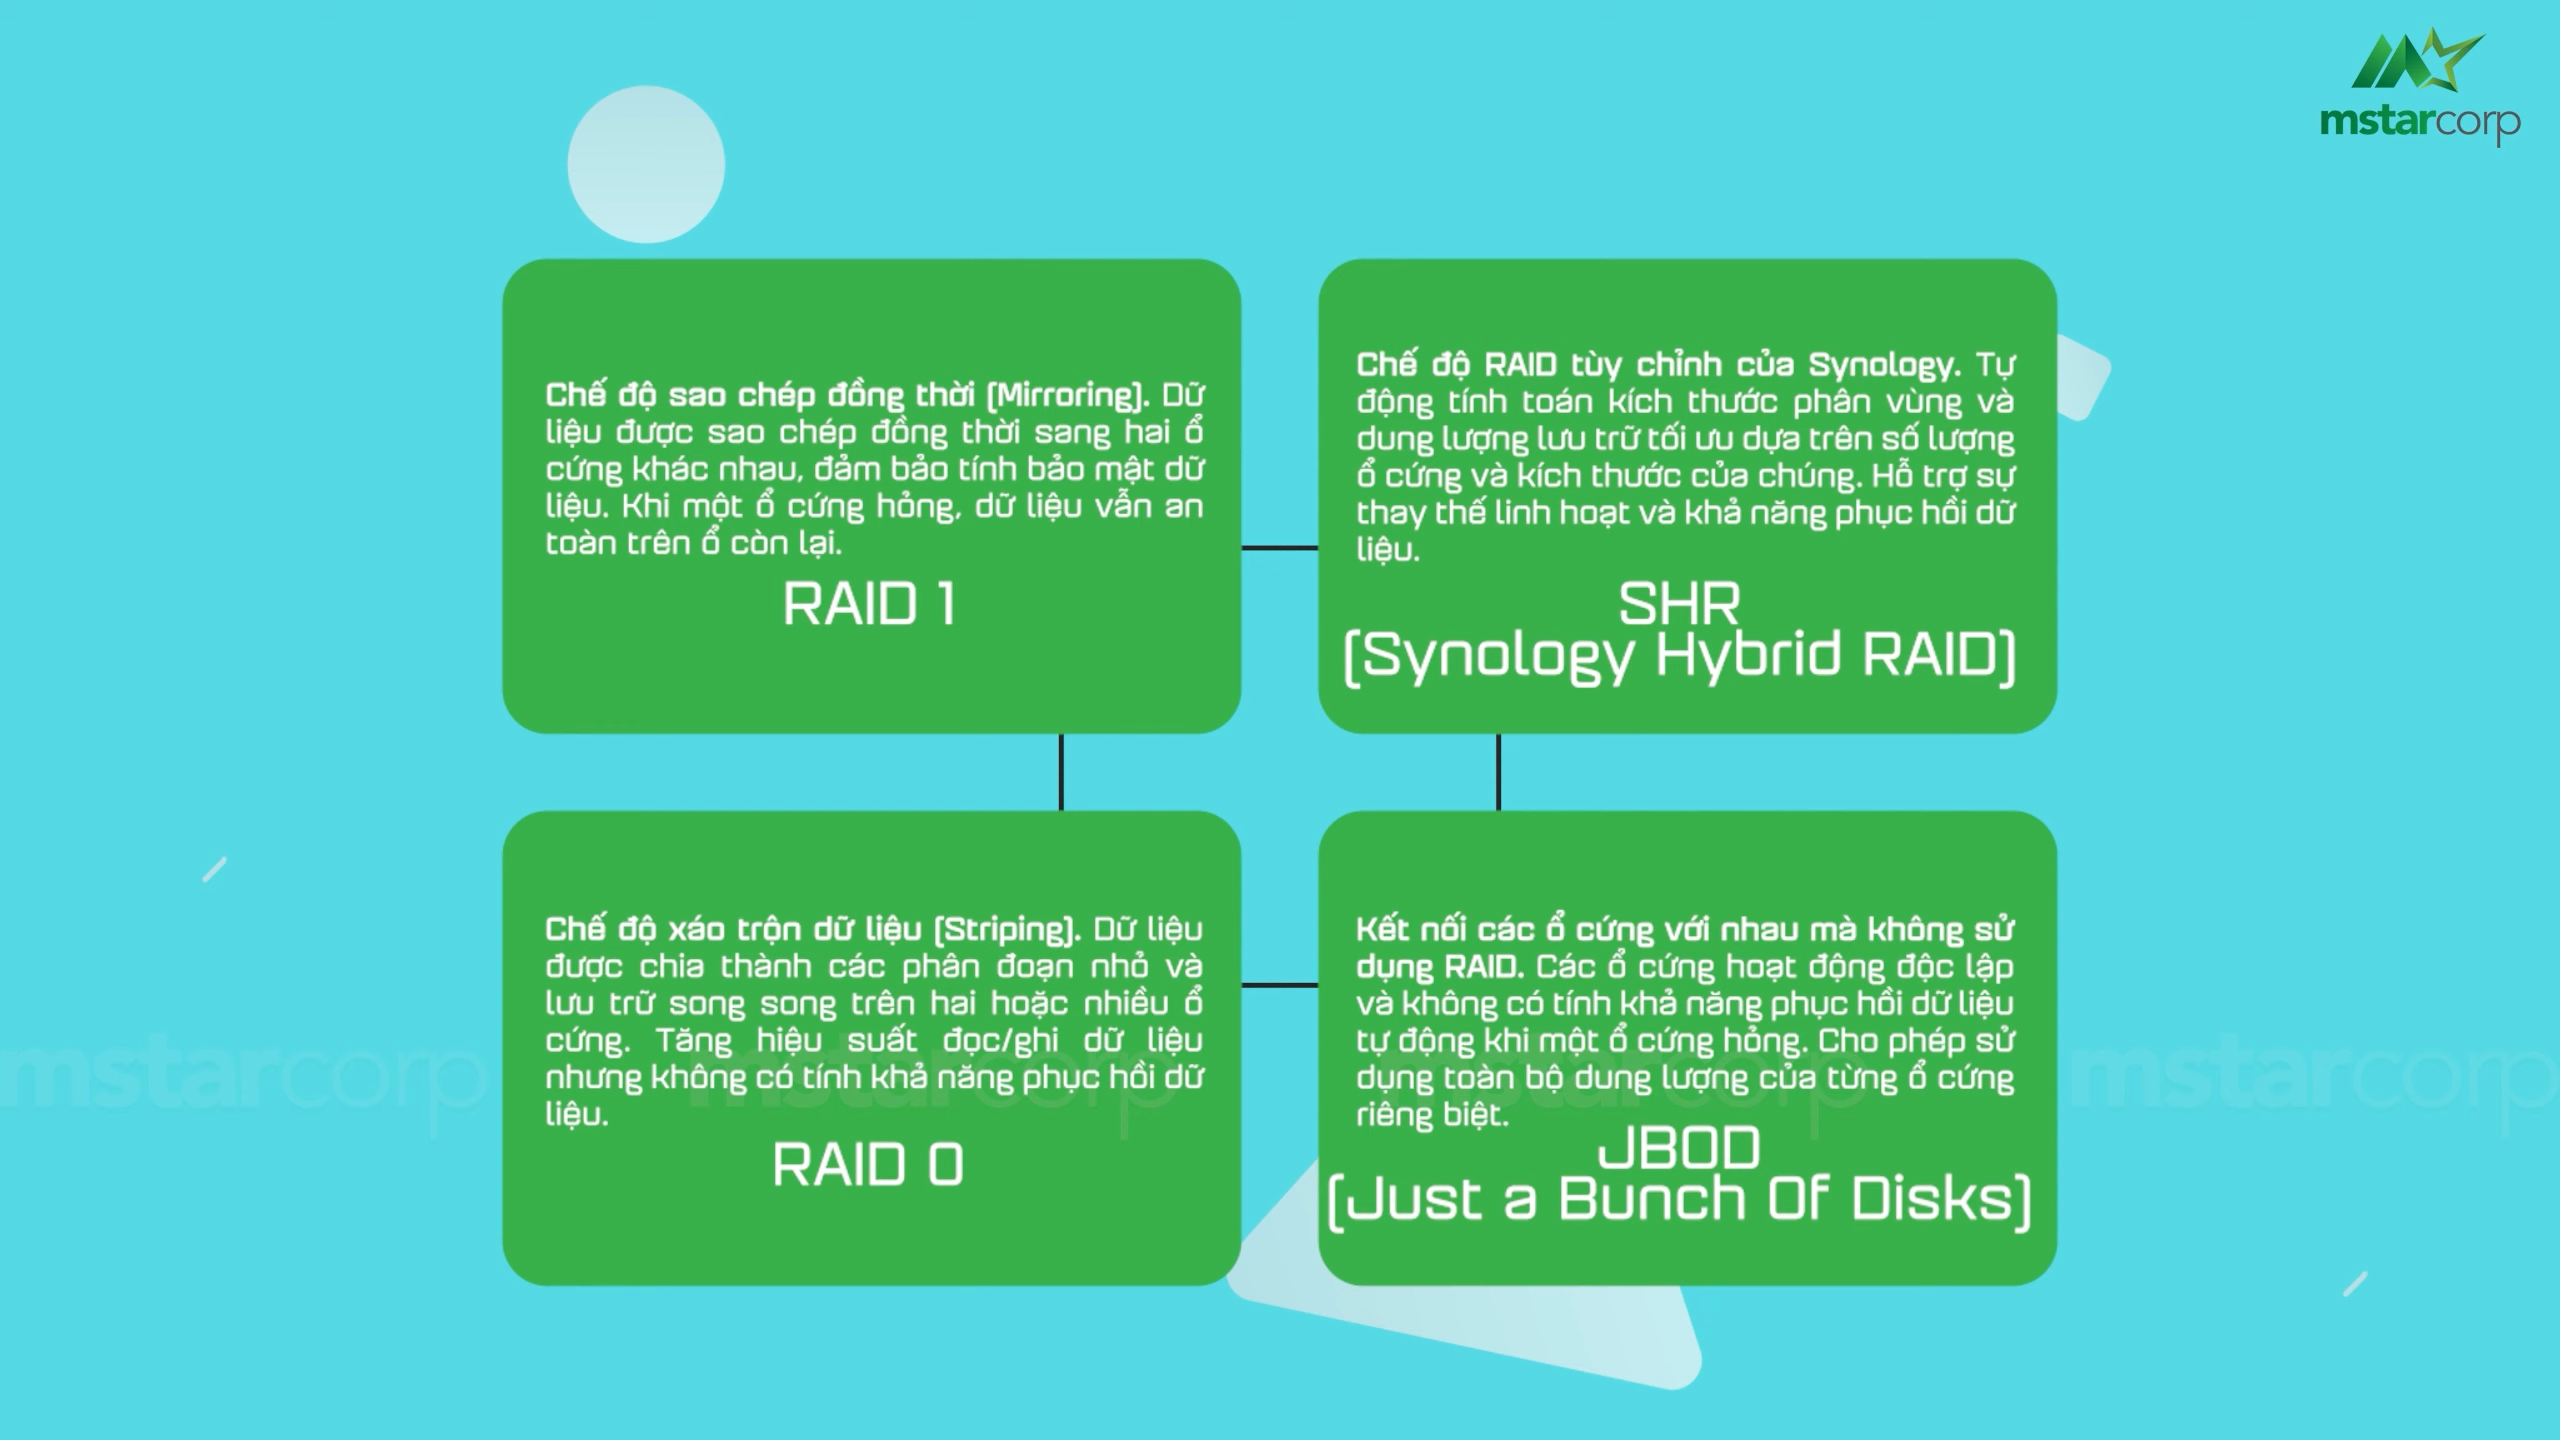 mstarcorp
Chế độ sao chép đồng thời (Mirroring). Dữ
liệu được sao chép đồng thời sang hai ổ
cứng khác nhau, đảm bảo tính bảo mật dữ
liệu. Khi một ổ cứng hỏng, dữ liệu vẫn an
toàn trên ổ còn lại.
RAID 1
Chế độ RAID tùy chỉnh của Synology. Tự
động tính toán kích thước phân vùng và
dung lượng lưu trữ tối ưu dựa trên số lượng
ổ cứng và kích thước của chúng. Hỗ trợ sự
thay thế linh hoạt và khả năng phục hồi dữ
liệu.
SHR
(Synology Hybrid RAID)
Chế độ xáo trộn dữ liệu (Striping). Dữ liệu
được chia thành các phân đoạn nhỏ và
lưu trữ song song trên hai hoặc nhiều ổ
cứng. Tăng hiệu suất đọc/ghi dữ liệu
nhưng không có tính khả năng phục hồi dữ
liệu.
RAID 0
Kết nối các ổ cứng với nhau mà không sử
dụng RAID. Các ổ cứng hoạt động độc lập
và không có tính khả năng phục hồi dữ liệu
tự động khi một ổ cứng hỏng. Cho phép sử
dụng toàn bộ dung lượng của từng ổ cứng
riêng biệt.
JBOD
(Just a Bunch Of Disks)
mstarcorp mstarcorp mstarcorp mstarcorp